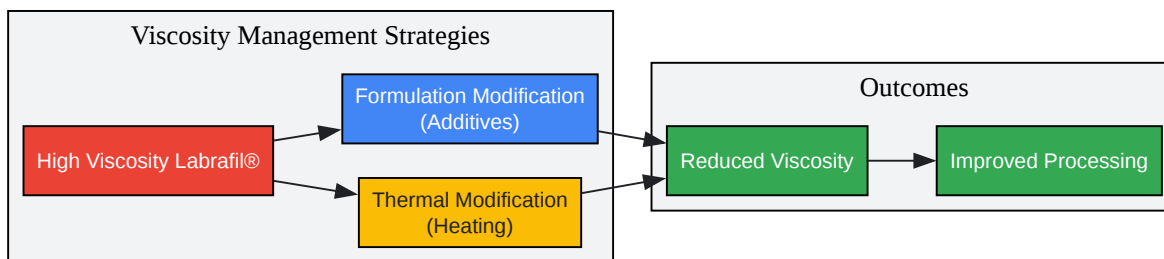 Viscosity Management Strategies
High Viscosity Labrafil®
Formulation Modification
(Additives)
Thermal Modification
(Heating)
Outcomes
Reduced Viscosity
Improved Processing